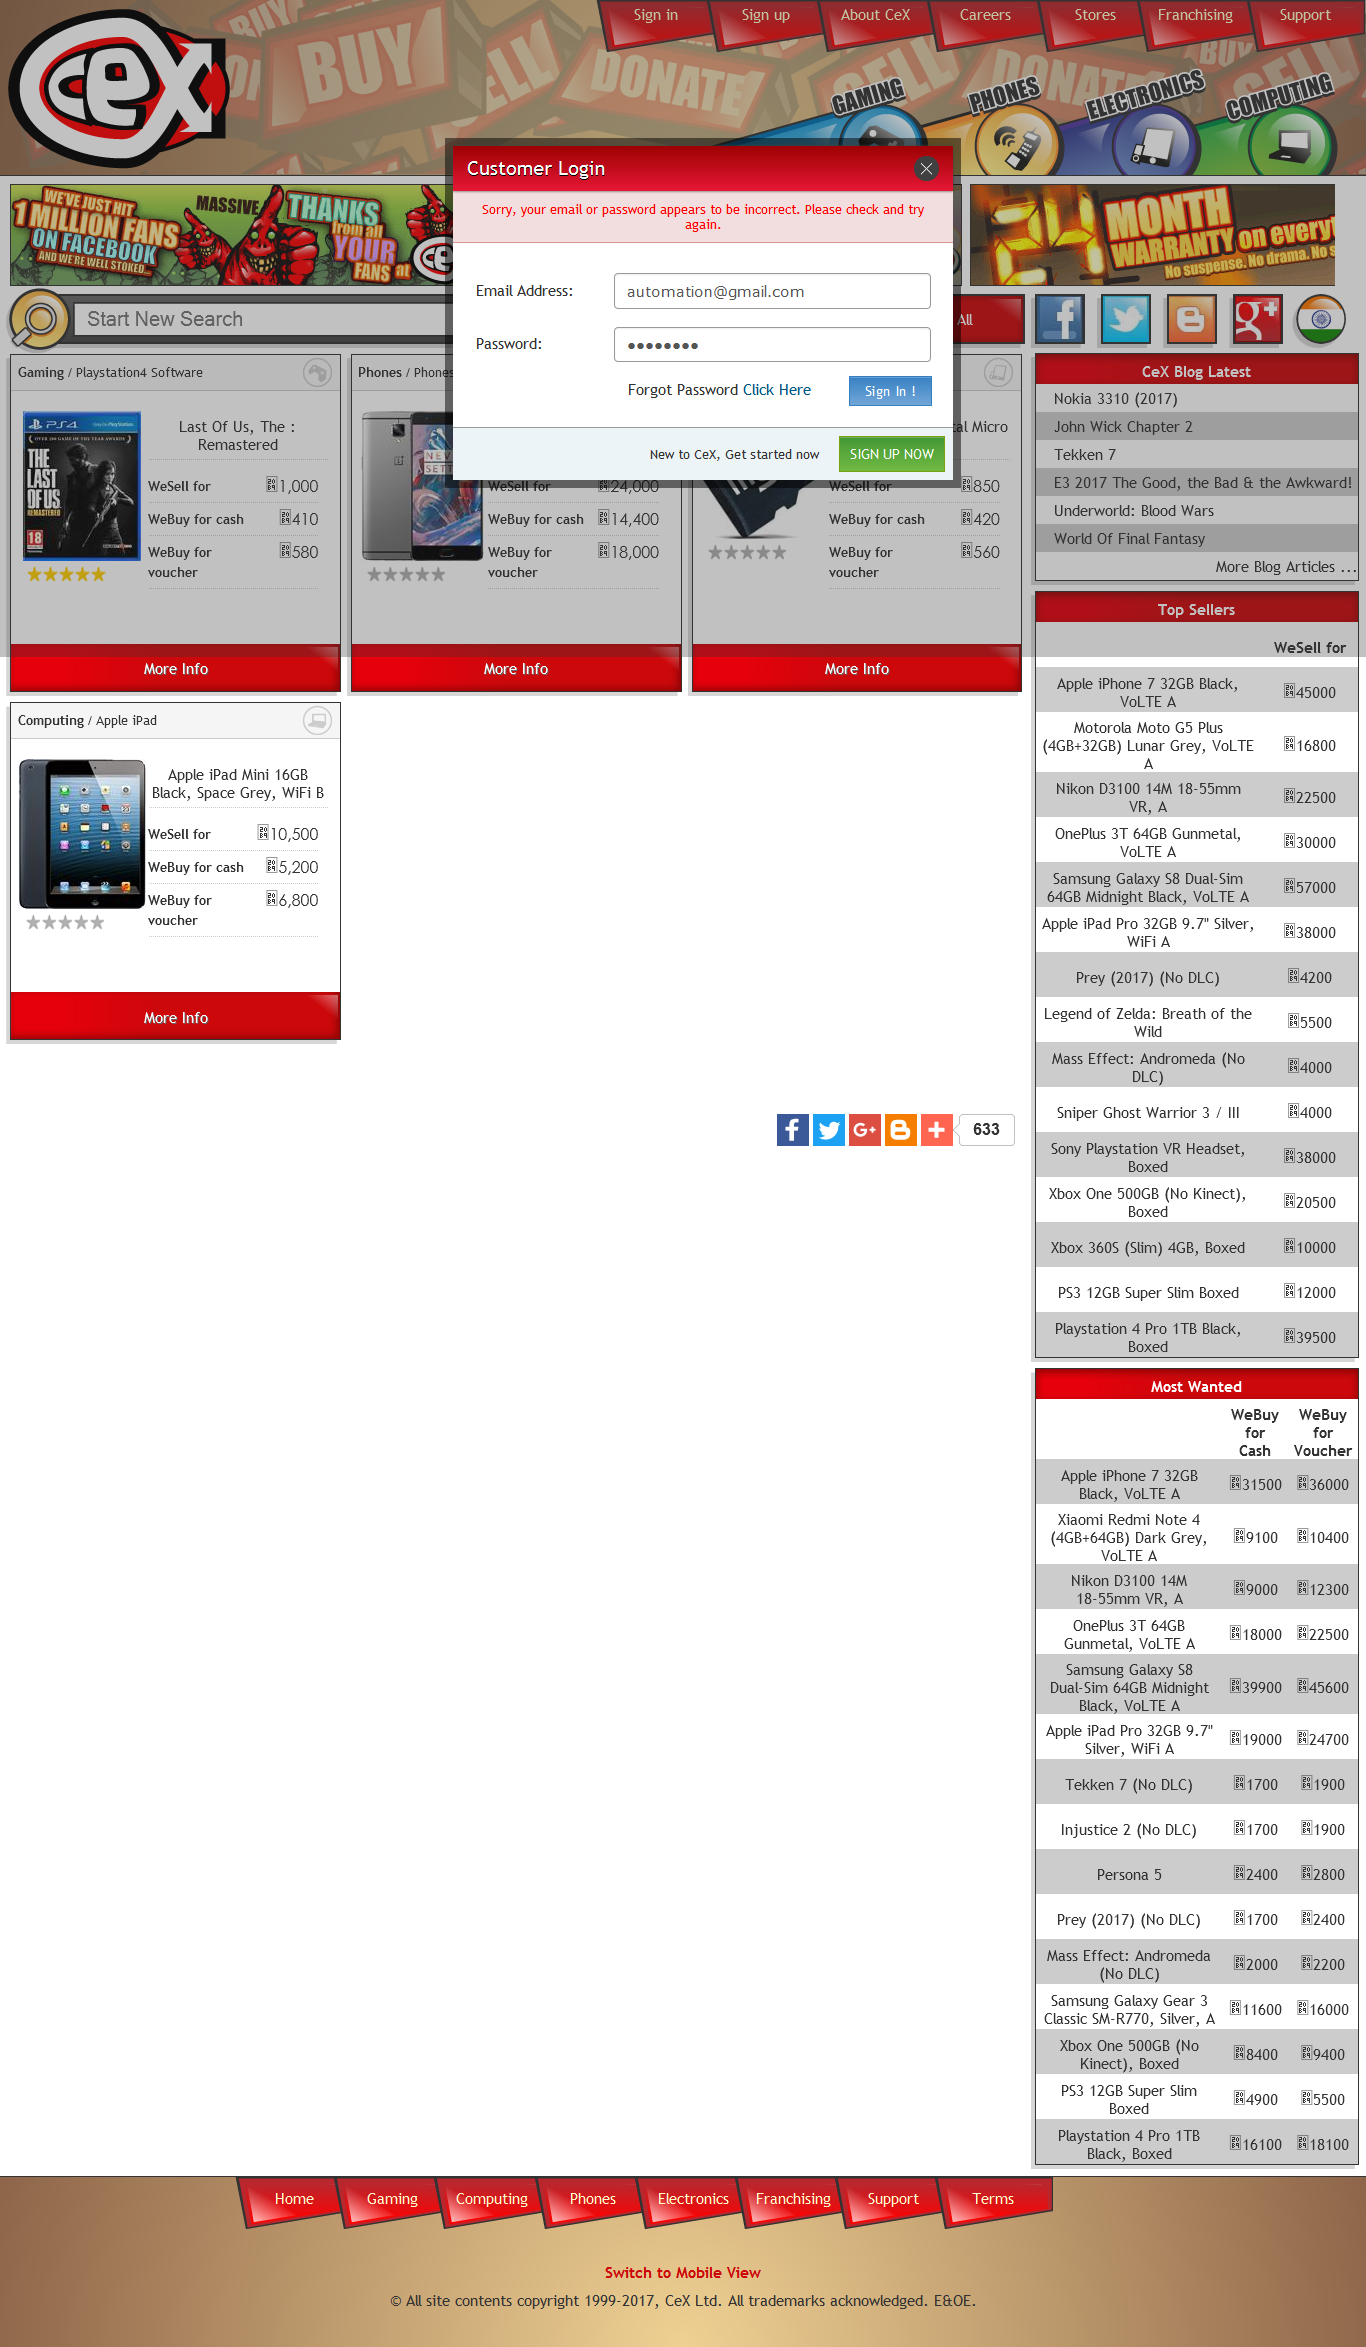 Sign in
Sign up
About CeX
Careers
Stores
Franchising
Support
cex
BUY
SELL
DONATE
GAMING
PHONES
ELECTRONICS
COMPUTING
WE'VE JUST HIT
1 MILLION FANS
ON FACEBOOK
AND WE'RE WELL STOKED...
MASSIVE
THANKS
from all
YOUR
FANS at
MONTH
WARRANTY on everyt
No suspense. No drama. No s
Customer Login
Sorry, your email or password appears to be incorrect. Please check and try
again.
Email Address:
automation@gmail.com
Password:
Forgot Password Click Here
Sign In !
New to CeX, Get started now
SIGN UP NOW
Start New Search
All
Gaming / Playstation4 Software
PS4
OVER 200 GAME OF THE YEAR AWARDS
THE
LAST
OF US
REMASTERED
18
Last Of Us, The :
Remastered
WeSell for
1,000
WeBuy for cash
410
WeBuy for
voucher
580
More Info
Phones / Phones
NEVER
SETT
WeSell for
24,000
WeBuy for cash
14,400
WeBuy for
voucher
18,000
More Info
al Micro
WeSell for
850
WeBuy for cash
420
WeBuy for
voucher
560
More Info
Computing / Apple iPad
Apple iPad Mini 16GB
Black, Space Grey, WiFi B
WeSell for
10,500
WeBuy for cash
5,200
WeBuy for
voucher
6,800
More Info
633
CeX Blog Latest
Nokia 3310 (2017)
John Wick Chapter 2
Tekken 7
E3 2017 The Good, the Bad & the Awkward!
Underworld: Blood Wars
World Of Final Fantasy
More Blog Articles ...
Top Sellers
WeSell for
Apple iPhone 7 32GB Black,
VoLTE A
45000
Motorola Moto G5 Plus
(4GB+32GB) Lunar Grey, VoLTE
A
16800
Nikon D3100 14M 18-55mm
VR, A
22500
OnePlus 3T 64GB Gunmetal,
VoLTE A
30000
Samsung Galaxy S8 Dual-Sim
64GB Midnight Black, VoLTE A
57000
Apple iPad Pro 32GB 9.7" Silver,
WiFi A
38000
Prey (2017) (No DLC)
4200
Legend of Zelda: Breath of the
Wild
5500
Mass Effect: Andromeda (No
DLC)
4000
Sniper Ghost Warrior 3 / III
4000
Sony Playstation VR Headset,
Boxed
38000
Xbox One 500GB (No Kinect),
Boxed
20500
Xbox 360S (Slim) 4GB, Boxed
10000
PS3 12GB Super Slim Boxed
12000
Playstation 4 Pro 1TB Black,
Boxed
39500
Most Wanted
WeBuy
for
Cash
WeBuy
for
Voucher
Apple iPhone 7 32GB
Black, VoLTE A
31500 36000
Xiaomi Redmi Note 4
(4GB+64GB) Dark Grey,
VoLTE A
9100 10400
Nikon D3100 14M
18-55mm VR, A
9000 12300
OnePlus 3T 64GB
Gunmetal, VoLTE A
18000 22500
Samsung Galaxy S8
Dual-Sim 64GB Midnight
Black, VoLTE A
39900 45600
Apple iPad Pro 32GB 9.7"
Silver, WiFi A
19000 24700
Tekken 7 (No DLC)
1700 1900
Injustice 2 (No DLC)
1700 1900
Persona 5
2400 2800
Prey (2017) (No DLC)
1700 2400
Mass Effect: Andromeda
(No DLC)
2000 2200
Samsung Galaxy Gear 3
Classic SM-R770, Silver, A
11600 16000
Xbox One 500GB (No
Kinect), Boxed
8400 9400
PS3 12GB Super Slim
Boxed
4900 5500
Playstation 4 Pro 1TB
Black, Boxed
16100 18100
Home
Gaming
Computing
Phones
Electronics
Franchising
Support
Terms
Switch to Mobile View
© All site contents copyright 1999-2017, CeX Ltd. All trademarks acknowledged. E&OE.